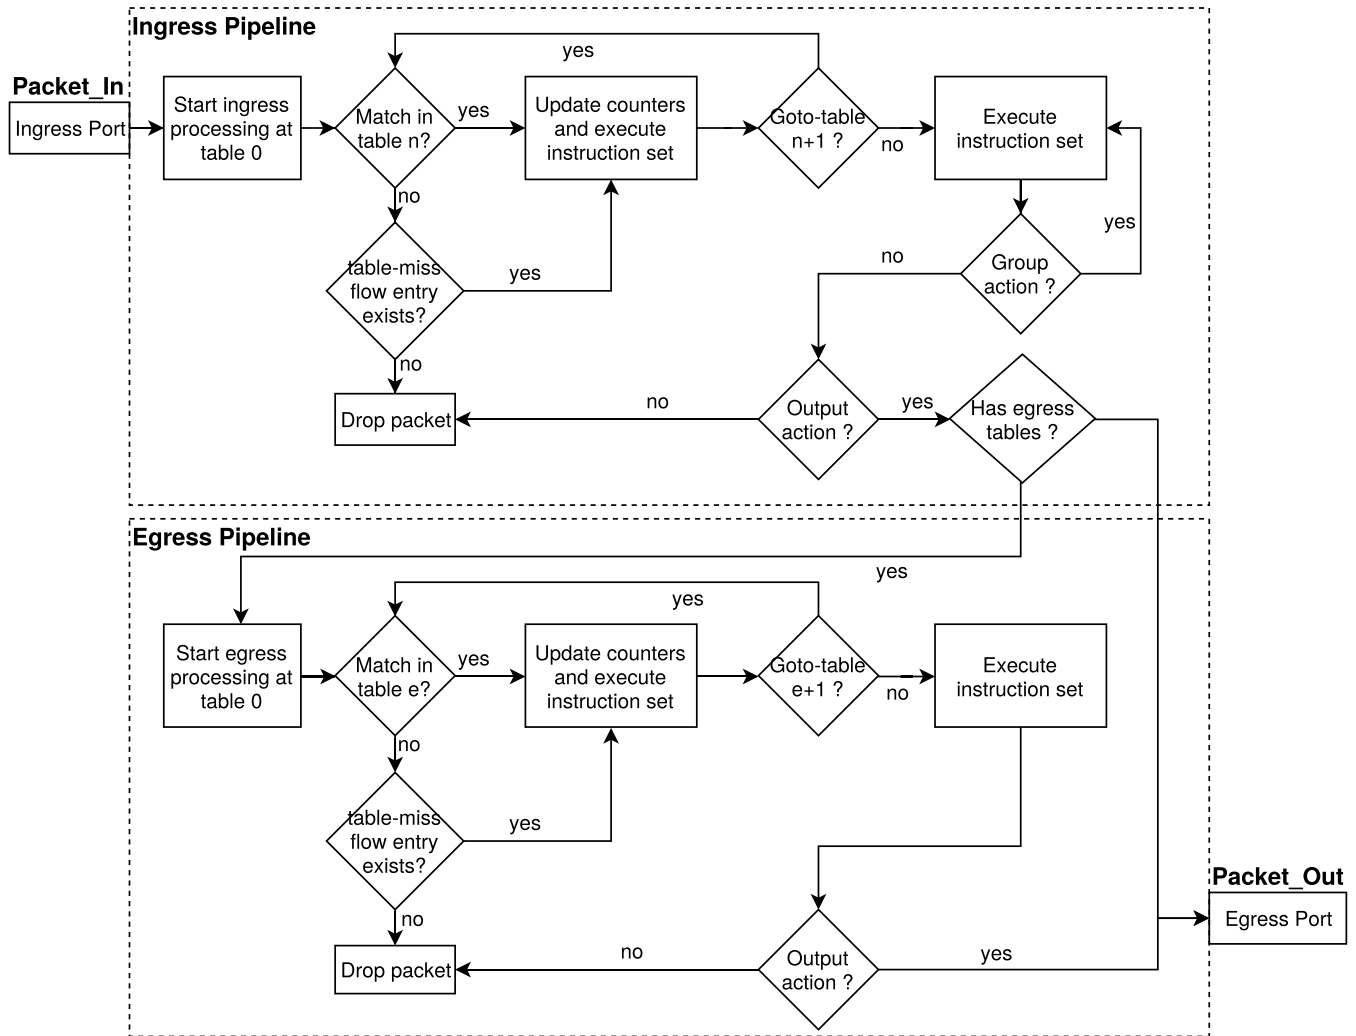 Ingress Pipeline
yes
Packet_In
Ingress Port
Start ingress
processing at
table 0
Match in
table n?
yes
Update counters
and execute
instruction set
Goto-table
n+1 ?
no
Execute
instruction set
no
yes
table-miss
flow entry
exists?
yes
no
Group
action ?
no
Drop packet
no
Output
action ?
yes
Has egress
tables ?
Egress Pipeline
yes
yes
Start egress
processing at
table 0
Match in
table e?
yes
Update counters
and execute
instruction set
Goto-table
e+1 ?
no
Execute
instruction set
no
table-miss
flow entry
exists?
yes
Packet_Out
Egress Port
no
Drop packet
no
Output
action ?
yes